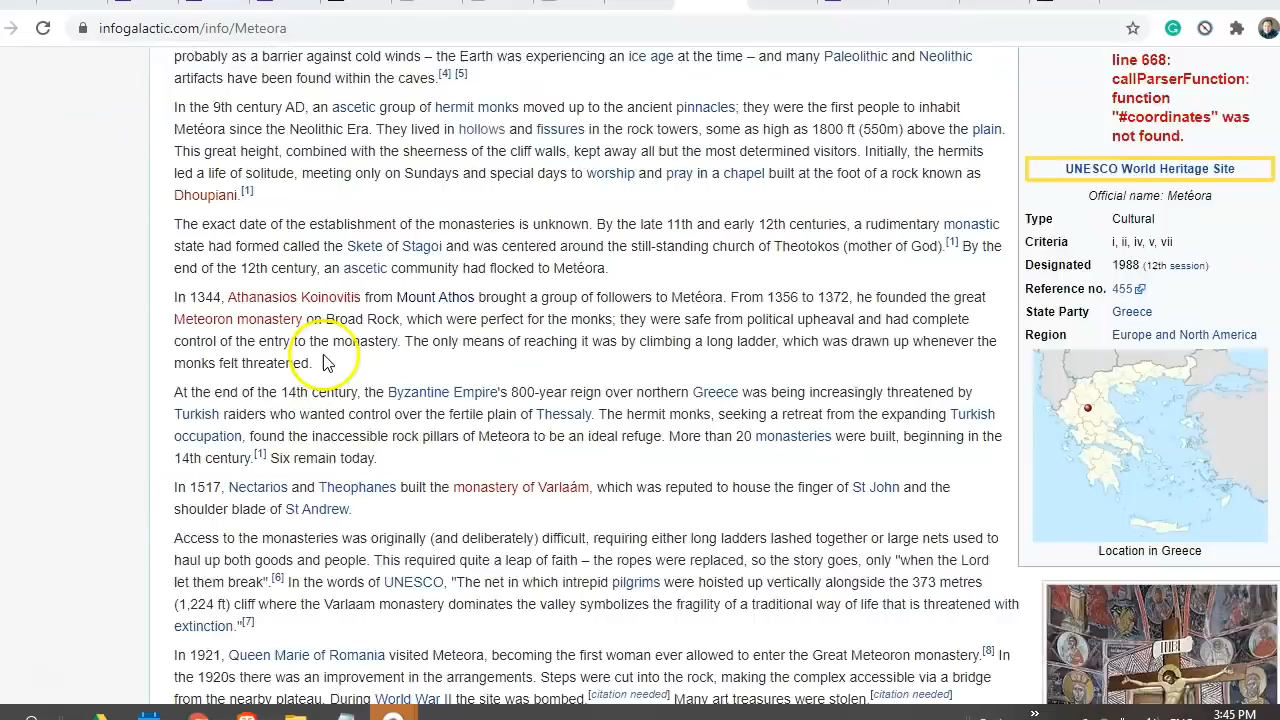 infogalactic.com/info/Meteora
probably as a barrier against cold winds – the Earth was experiencing an ice age at the time – and many Paleolithic and Neolithic
artifacts have been found within the caves.[4] [5]
In the 9th century AD, an ascetic group of hermit monks moved up to the ancient pinnacles; they were the first people to inhabit
Metéora since the Neolithic Era. They lived in hollows and fissures in the rock towers, some as high as 1800 ft (550m) above the plain.
This great height, combined with the sheerness of the cliff walls, kept away all but the most determined visitors. Initially, the hermits
led a life of solitude, meeting only on Sundays and special days to worship and pray in a chapel built at the foot of a rock known as
Dhoupiani.[1]
The exact date of the establishment of the monasteries is unknown. By the late 11th and early 12th centuries, a rudimentary monastic
state had formed called the Skete of Stagoi and was centered around the still-standing church of Theotokos (mother of God).[1] By the
end of the 12th century, an ascetic community had flocked to Metéora.
In 1344, Athanasios Koinovitis from Mount Athos brought a group of followers to Metéora. From 1356 to 1372, he founded the great
Meteoron monastery on Broad Rock, which were perfect for the monks; they were safe from political upheaval and had complete
control of the entry to the monastery. The only means of reaching it was by climbing a long ladder, which was drawn up whenever the
monks felt threatened.
At the end of the 14th century, the Byzantine Empire's 800-year reign over northern Greece was being increasingly threatened by
Turkish raiders who wanted control over the fertile plain of Thessaly. The hermit monks, seeking a retreat from the expanding Turkish
occupation, found the inaccessible rock pillars of Meteora to be an ideal refuge. More than 20 monasteries were built, beginning in the
14th century.[1] Six remain today.
In 1517, Nectarios and Theophanes built the monastery of Varlaám, which was reputed to house the finger of St John and the
shoulder blade of St Andrew.
Access to the monasteries was originally (and deliberately) difficult, requiring either long ladders lashed together or large nets used to
haul up both goods and people. This required quite a leap of faith – the ropes were replaced, so the story goes, only "when the Lord
let them break".[6] In the words of UNESCO, "The net in which intrepid pilgrims were hoisted up vertically alongside the 373 metres
(1,224 ft) cliff where the Varlaam monastery dominates the valley symbolizes the fragility of a traditional way of life that is threatened with
extinction."[7]
In 1921, Queen Marie of Romania visited Meteora, becoming the first woman ever allowed to enter the Great Meteoron monastery.[8] In
the 1920s there was an improvement in the arrangements. Steps were cut into the rock, making the complex accessible via a bridge
from the nearby plateau. During World War II the site was bombed.[citation needed] Many art treasures were stolen.[citation needed]
line 668:
callParserFunction:
function
"#coordinates" was
not found.
UNESCO World Heritage Site
Official name: Metéora
Type Cultural
Criteria i, ii, iv, v, vii
Designated 1988 (12th session)
Reference no. 455
State Party Greece
Region Europe and North America
Location in Greece
3:45 PM